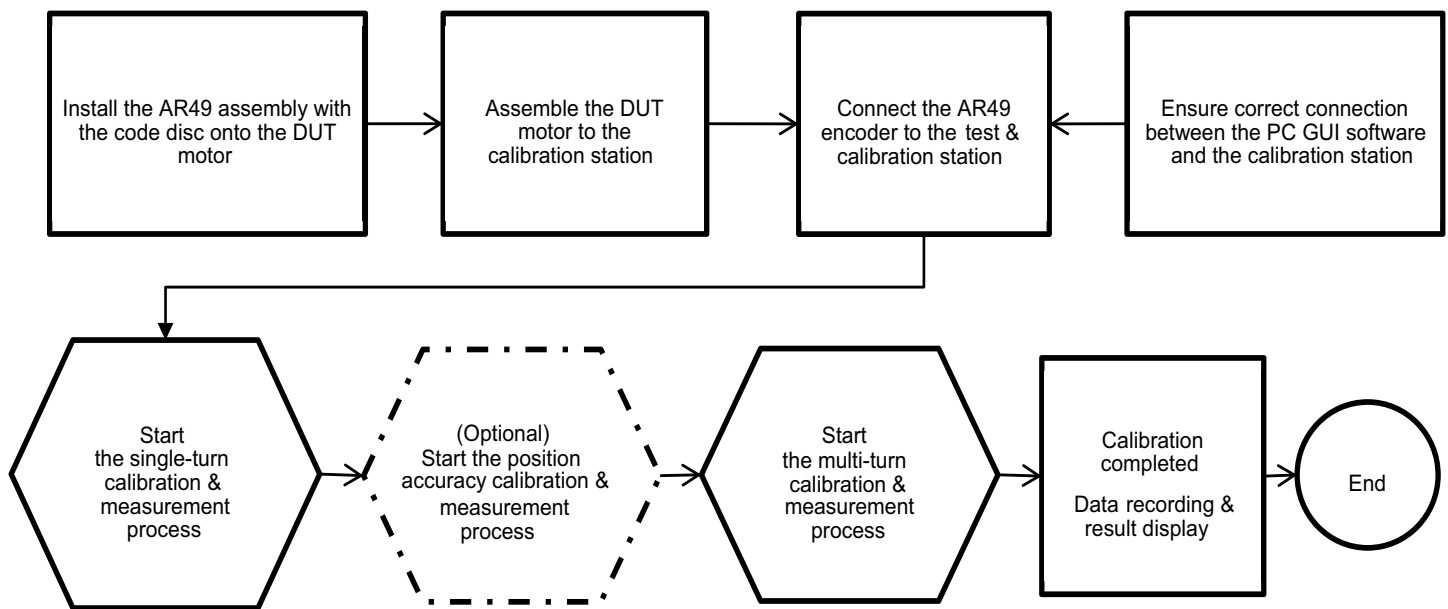 Install the AR49 assembly with
the code disc onto the DUT
motor
Assemble the DUT
motor to the
calibration station
Connect the AR49
encoder to the test &
calibration station
Ensure correct connection
between the PC GUI software
and the calibration station
Start
the single-turn
calibration &
measurement
process
(Optional)
Start the position
accuracy calibration &
measurement
process
Start
the multi-turn
calibration &
measurement
process
Calibration
completed
Data recording &
result display
End